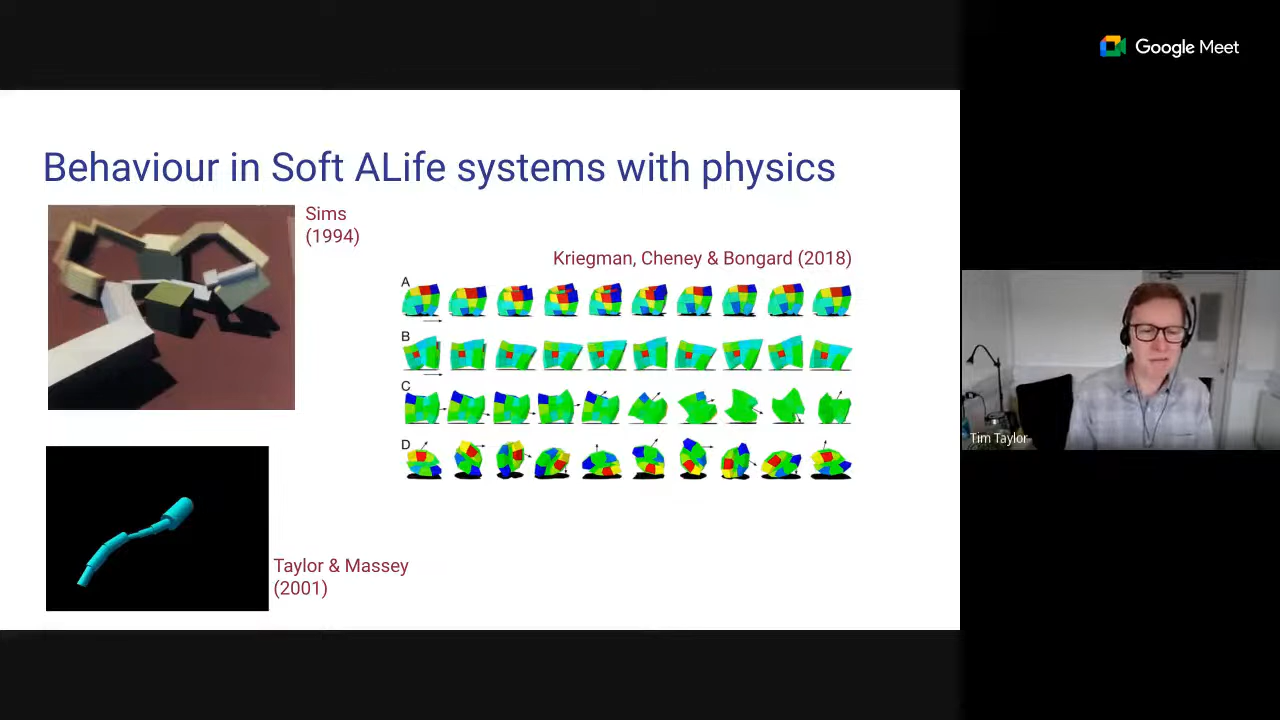 Google Meet
Behaviour in Soft ALife systems with physics
Sims
(1994)
Kriegman, Cheney & Bongard (2018)
A
B
C
D
Taylor & Massey
(2001)
Tim Taylor